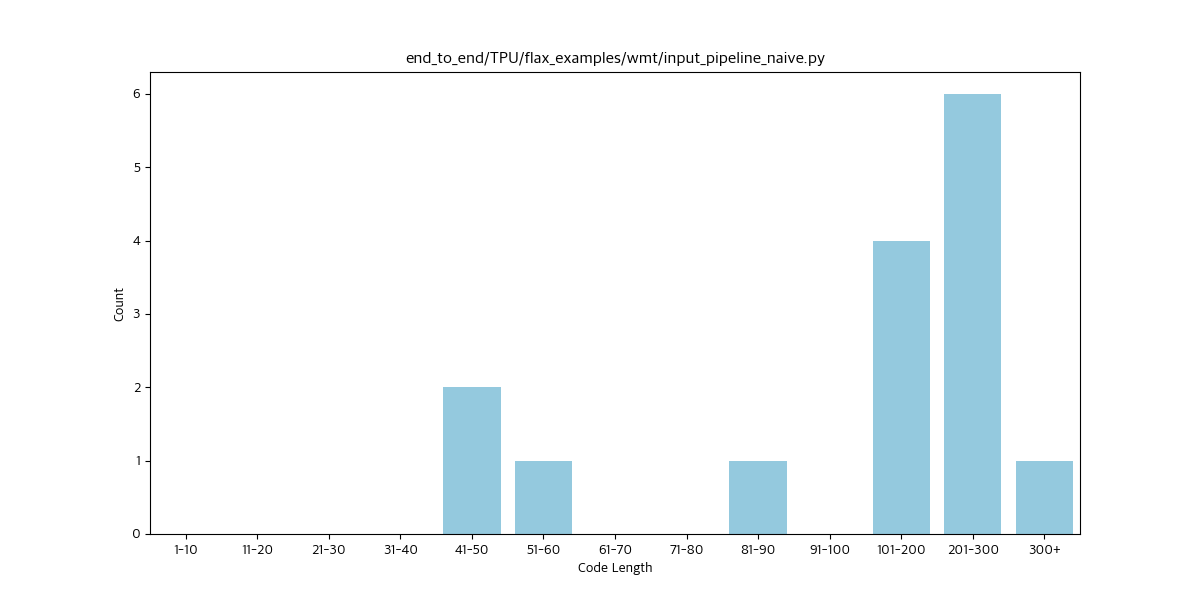 end_to_end/TPU/flax_examples/wmt/input_pipeline_naive.py
6
5
4
3
2
1
0
Count
1-10 11-20 21-30 31-40 41-50 51-60 61-70 71-80 81-90 91-100 101-200 201-300 300+
Code Length